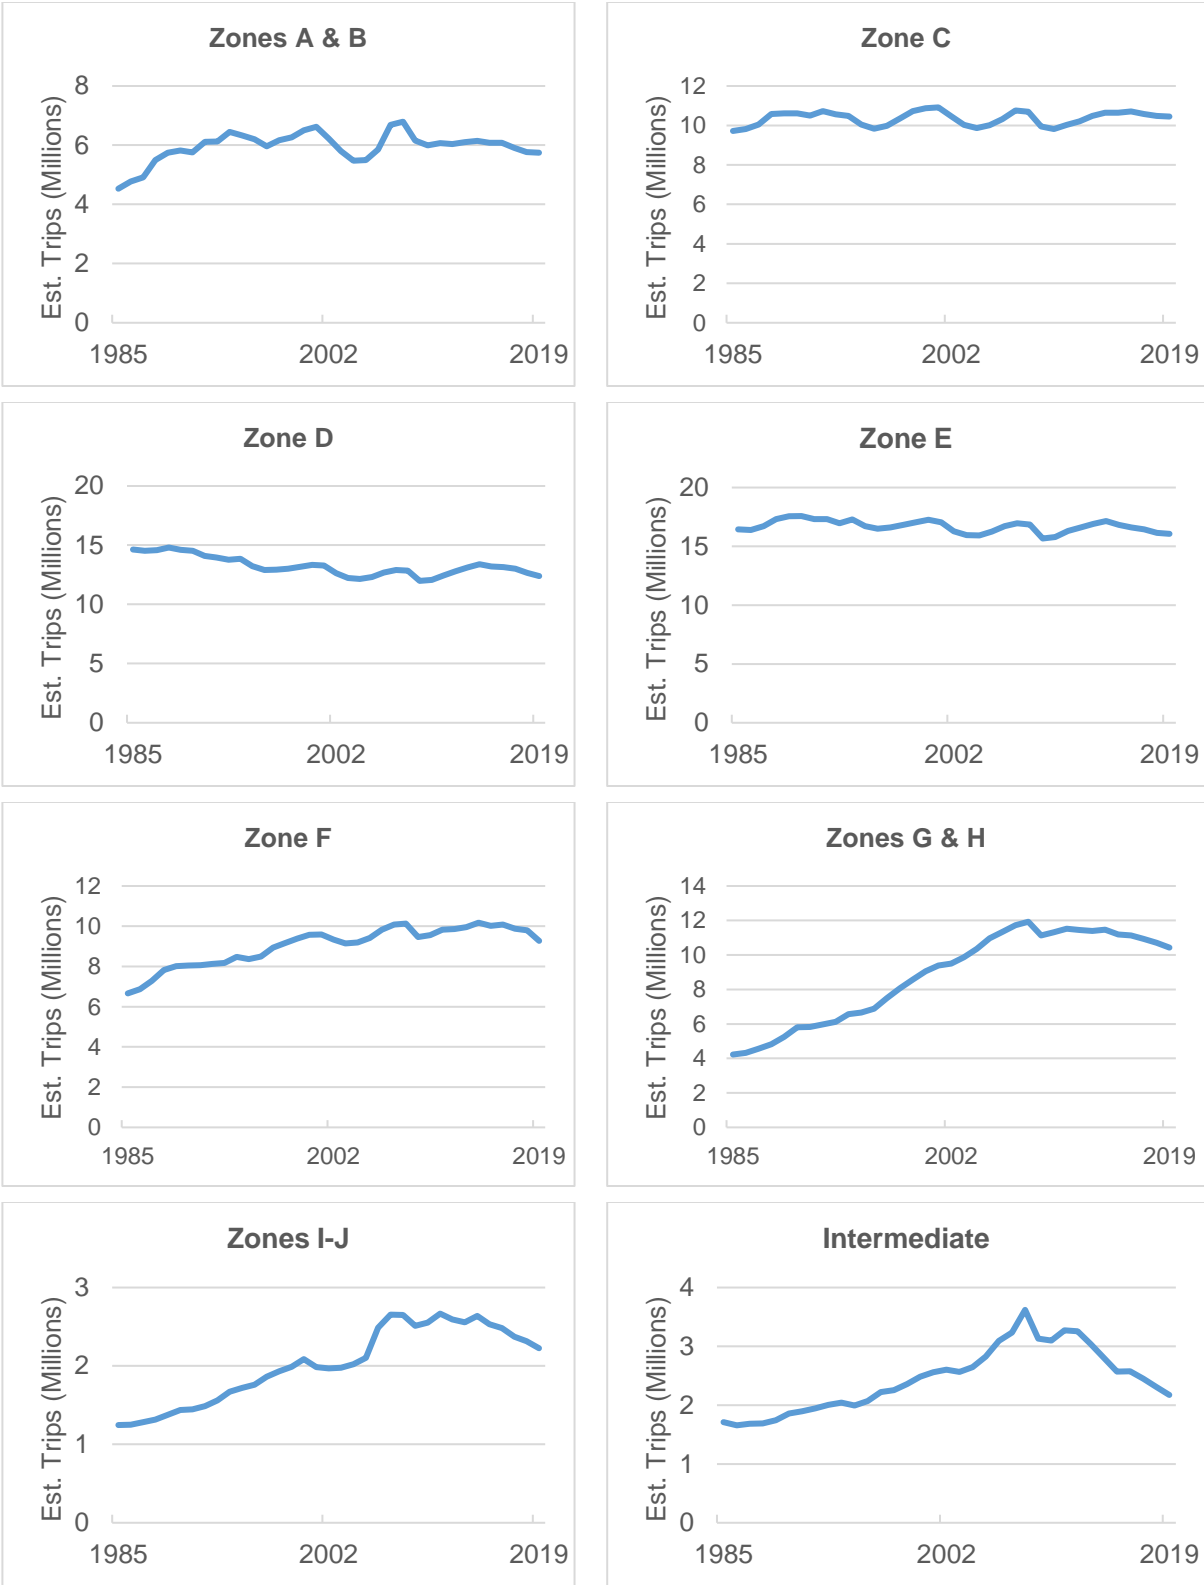 Zones A & B
Est. Trips (Millions)
8
6
4
2
0
1985 2002 2019
Zone C
Est. Trips (Millions)
12
10
8
6
4
2
0
1985 2002 2019
Zone D
Est. Trips (Millions)
20
15
10
5
0
1985 2002 2019
Zone E
Est. Trips (Millions)
20
15
10
5
0
1985 2002 2019
Zone F
Est. Trips (Millions)
12
10
8
6
4
2
0
1985 2002 2019
Zones G & H
Est. Trips (Millions)
14
12
10
8
6
4
2
0
1985 2002 2019
Zones I-J
Est. Trips (Millions)
3
2
1
0
1985 2002 2019
Intermediate
Est. Trips (Millions)
4
3
2
1
0
1985 2002 2019